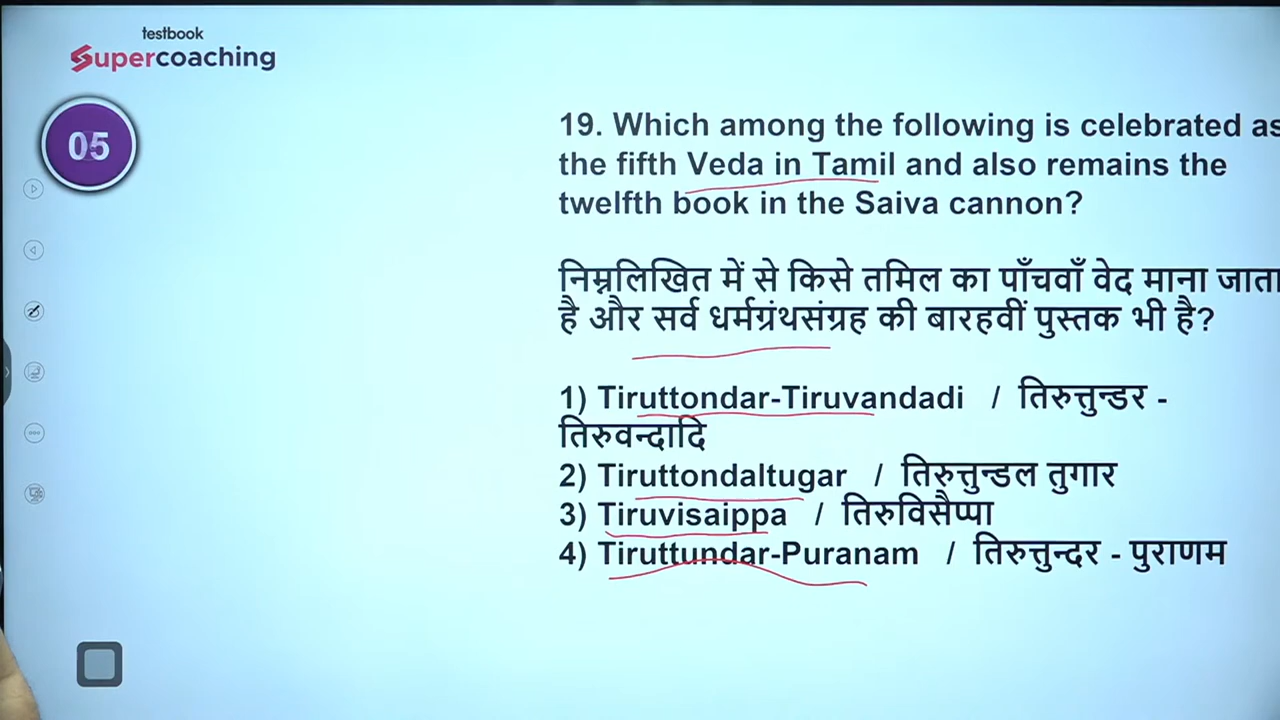 testbook
Supercoaching
05
19. Which among the following is celebrated as
the fifth Veda in Tamil and also remains the
twelfth book in the Saiva cannon?
निम्नलिखित में से किसे तमिल का पाँचवाँ वेद माना जाता
है और सर्व धर्मग्रंथसंग्रह की बारहवीं पुस्तक भी है?
1) Tiruttondar-Tiruvandadi / तिरुत्तुन्डर -
तिरुवन्दादि
2) Tiruttondaltugar / तिरुत्तुन्डल तुगार
3) Tiruvisaippa / तिरुविसैप्पा
4) Tiruttundar-Puranam / तिरुत्तुन्दर - पुराणम